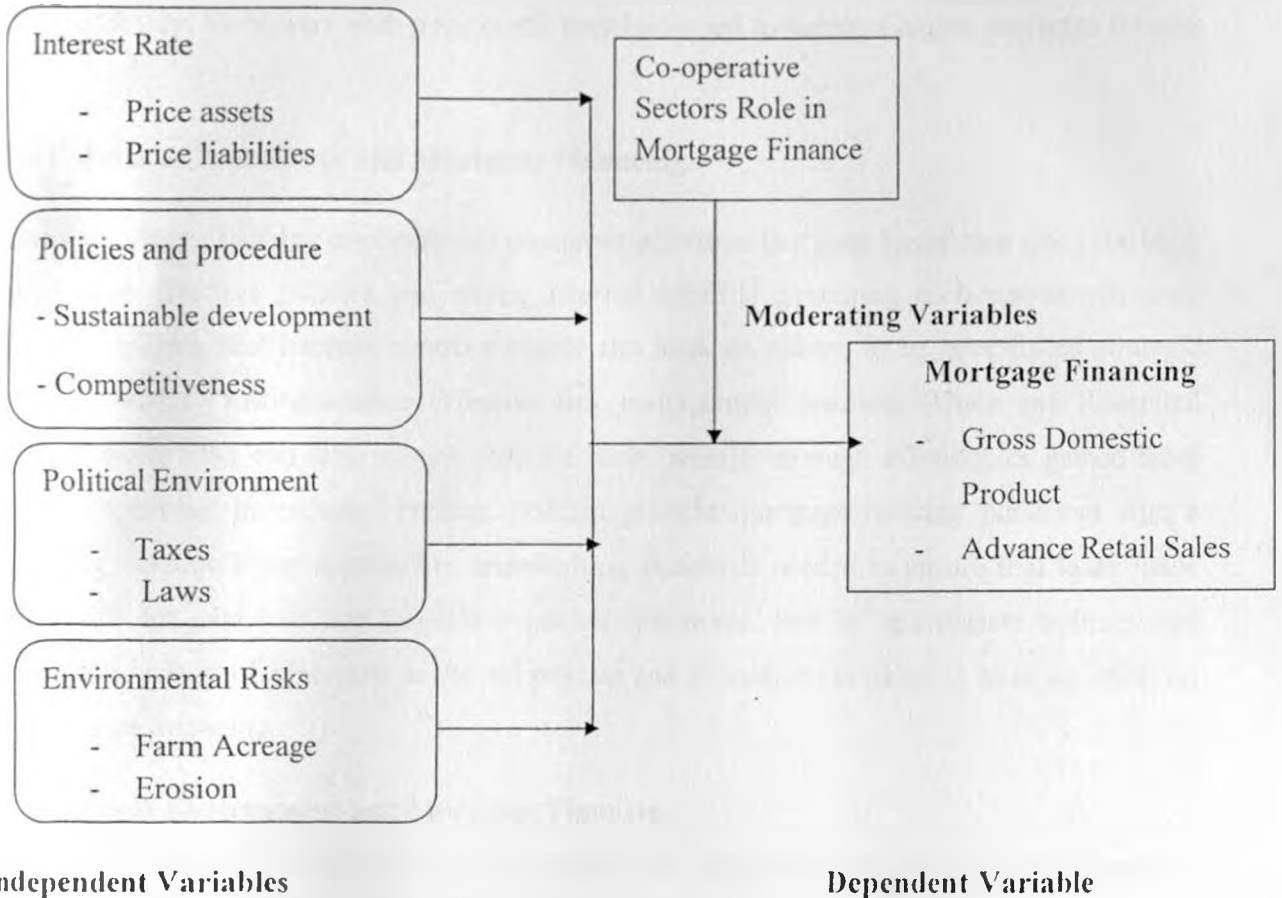 Interest Rate
- Price assets
- Price liabilities
Co-operative
Sectors Role in
Mortgage Finance
Policies and procedure
- Sustainable development
- Competitiveness
Moderating Variables
Mortgage Financing
- Gross Domestic
Product
- Advance Retail Sales
Political Environment
- Taxes
- Laws
Environmental Risks
- Farm Acreage
- Erosion
ndependent Variables
Dependent Variable